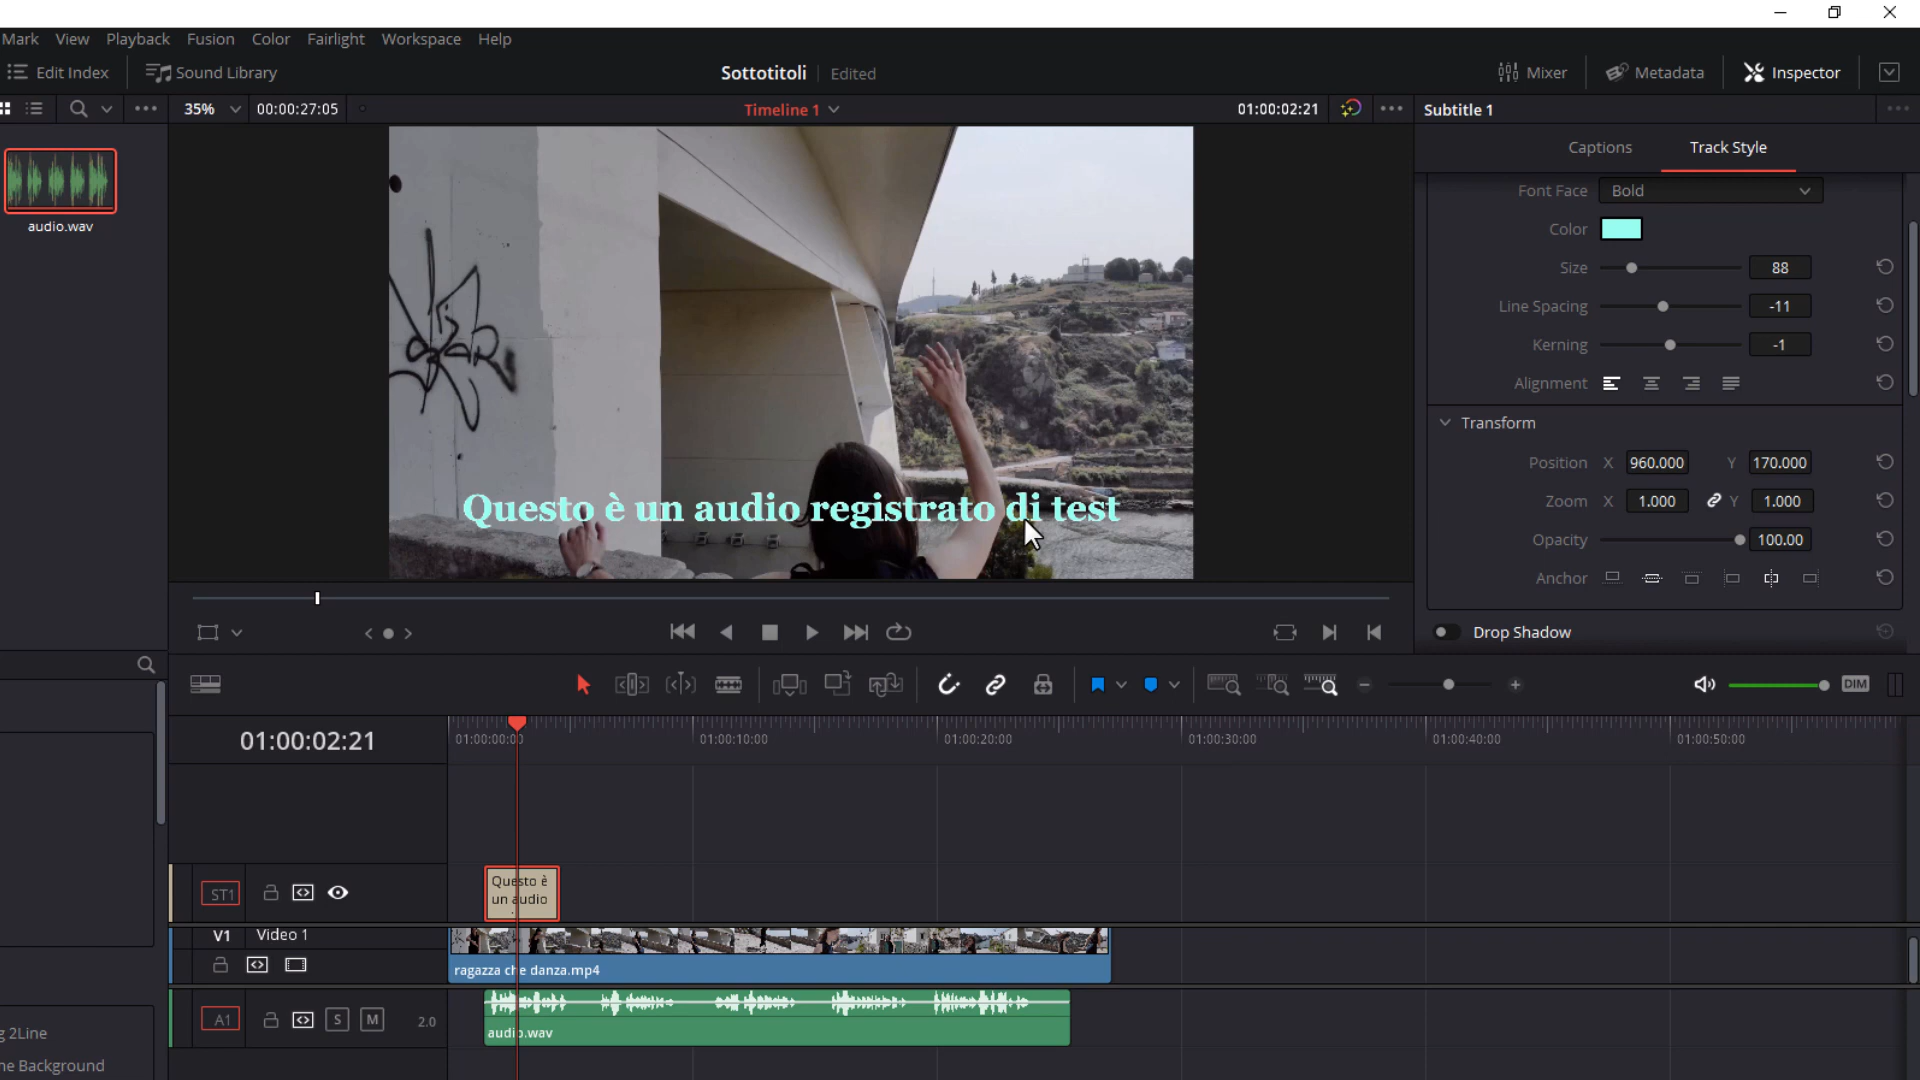 Mark View Playback Fusion Color Fairlight Workspace Help
Edit Index Sound Library Sottotitoli Edited Mixer Metadata Inspector
35% 00:00:27:05 Timeline 1 01:00:02:21 Subtitle 1
Captions Track Style
Font Face Bold
Color
audio.wav
Size 88
Line Spacing -11
Kerning -1
Alignment
Transform
Position X 960.000 Y 170.000
Zoom X 1.000 Y 1.000
Questo è un audio registrato di test
Opacity 100.00
Anchor
Drop Shadow
DIM
01:00:02:21
01:00:00:00 01:00:10:00 01:00:20:00 01:00:30:00 01:00:40:00 01:00:50:00
ST1
Questo è
un audio
V1 Video 1
ragazza che danza.mp4
A1 S M 2.0
audio.wav
g 2Line
ne Background